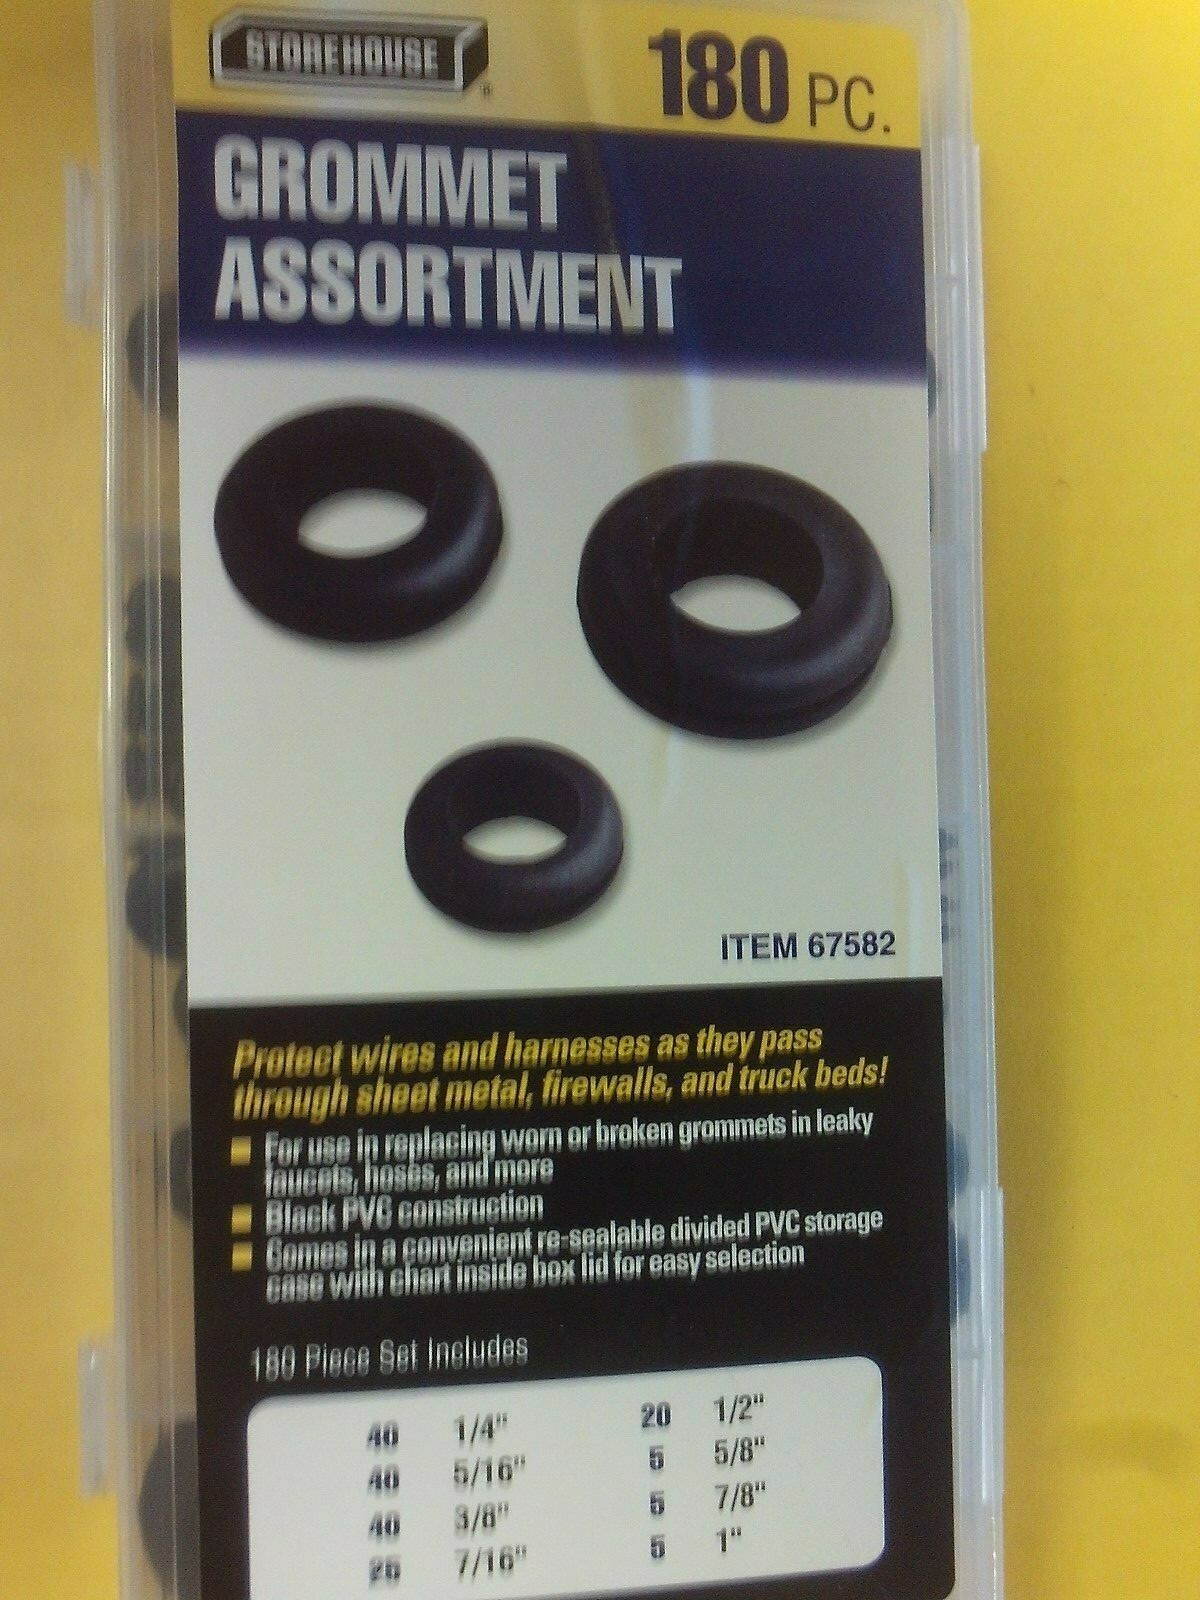 STOREHOUSE®
180 PC.
GROMMET
ASSORTMENT
ITEM 67582
Protect wires and harnesses as they pass
through sheet metal, firewalls, and truck beds!
For use in replacing worn or broken grommets in leaky
faucets, hoses, and more
Black PVC construction
Comes in a convenient re-sealable divided PVC storage
case with chart inside box lid for easy selection
180 Piece Set Includes
40 1/4" 20 1/2"
40 5/16" 5 5/8"
40 3/8" 5 7/8"
25 7/16" 5 1"